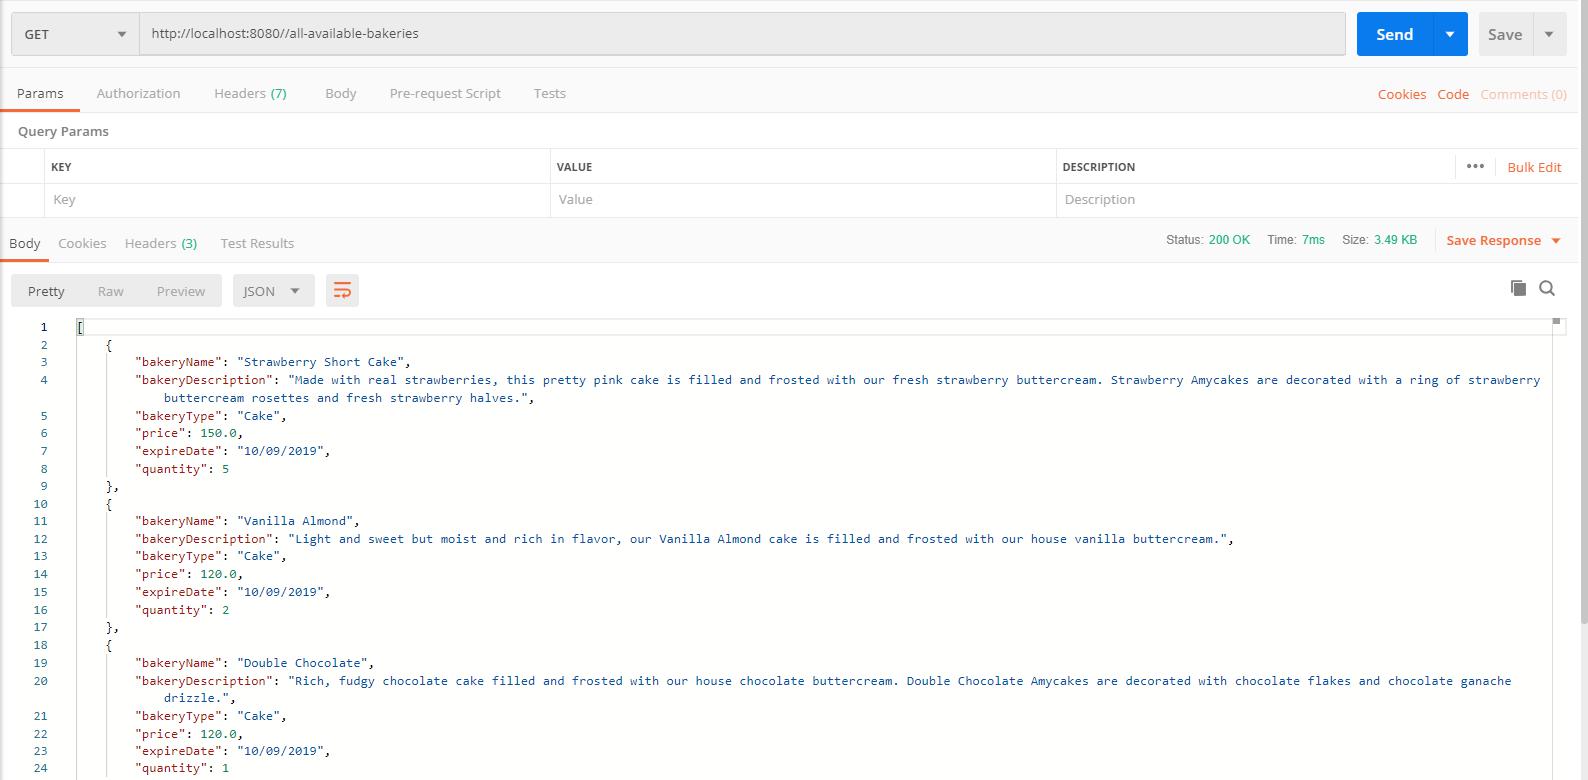 GET http://localhost:8080//all-available-bakeries Send Save
Params Authorization Headers (7) Body Pre-request Script Tests Cookies Code Comments (0)
Query Params
KEY VALUE DESCRIPTION ••• Bulk Edit
Key Value Description
Body Cookies Headers (3) Test Results Status: 200 OK Time: 7ms Size: 3.49 KB Save Response
Pretty Raw Preview JSON
1 [
2 {
3 "bakeryName": "Strawberry Short Cake",
4 "bakeryDescription": "Made with real strawberries, this pretty pink cake is filled and frosted with our fresh strawberry buttercream. Strawberry Amycakes are decorated with a ring of strawberry
buttercream rosettes and fresh strawberry halves.",
5 "bakeryType": "Cake",
6 "price": 150.0,
7 "expireDate": "10/09/2019",
8 "quantity": 5
9 },
10 {
11 "bakeryName": "Vanilla Almond",
12 "bakeryDescription": "Light and sweet but moist and rich in flavor, our Vanilla Almond cake is filled and frosted with our house vanilla buttercream.",
13 "bakeryType": "Cake",
14 "price": 120.0,
15 "expireDate": "10/09/2019",
16 "quantity": 2
17 },
18 {
19 "bakeryName": "Double Chocolate",
20 "bakeryDescription": "Rich, fudgy chocolate cake filled and frosted with our house chocolate buttercream. Double Chocolate Amycakes are decorated with chocolate flakes and chocolate ganache
drizzle.",
21 "bakeryType": "Cake",
22 "price": 120.0,
23 "expireDate": "10/09/2019",
24 "quantity": 1